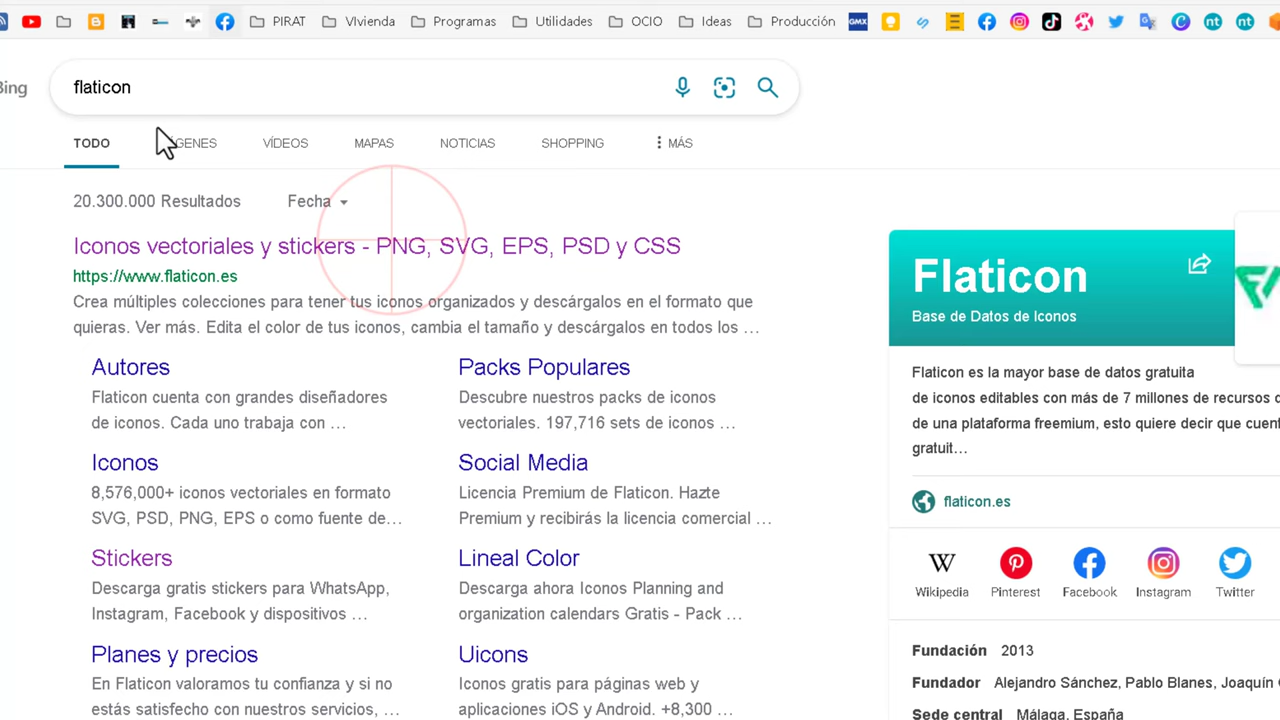 PIRAT VIvienda Programas Utilidades OCIO Ideas Producción GMX nt nt
Bing flaticon
TODO IMÁGENES VÍDEOS MAPAS NOTICIAS SHOPPING MÁS
20.300.000 Resultados Fecha
Iconos vectoriales y stickers - PNG, SVG, EPS, PSD y CSS
https://www.flaticon.es
Crea múltiples colecciones para tener tus iconos organizados y descárgalos en el formato que
quieras. Ver más. Edita el color de tus iconos, cambia el tamaño y descárgalos en todos los ...
Autores
Flaticon cuenta con grandes diseñadores
de iconos. Cada uno trabaja con ...
Packs Populares
Descubre nuestros packs de iconos
vectoriales. 197,716 sets de iconos ...
Iconos
8,576,000+ iconos vectoriales en formato
SVG, PSD, PNG, EPS o como fuente de...
Social Media
Licencia Premium de Flaticon. Hazte
Premium y recibirás la licencia comercial ...
Stickers
Descarga gratis stickers para WhatsApp,
Instagram, Facebook y dispositivos ...
Lineal Color
Descarga ahora Iconos Planning and
organization calendars Gratis - Pack ...
Planes y precios
En Flaticon valoramos tu confianza y si no
estás satisfecho con nuestros servicios, ...
Uicons
Iconos gratis para páginas web y
aplicaciones iOS y Android. +8,300 ...
Flaticon
Base de Datos de Iconos
Flaticon es la mayor base de datos gratuita
de iconos editables con más de 7 millones de recursos
de una plataforma freemium, esto quiere decir que
gratuit...
flaticon.es
W
Wikipedia Pinterest Facebook Instagram Twitter
Fundación 2013
Fundador Alejandro Sánchez, Pablo Blanes, Joaquín
Sede central Málaga, España